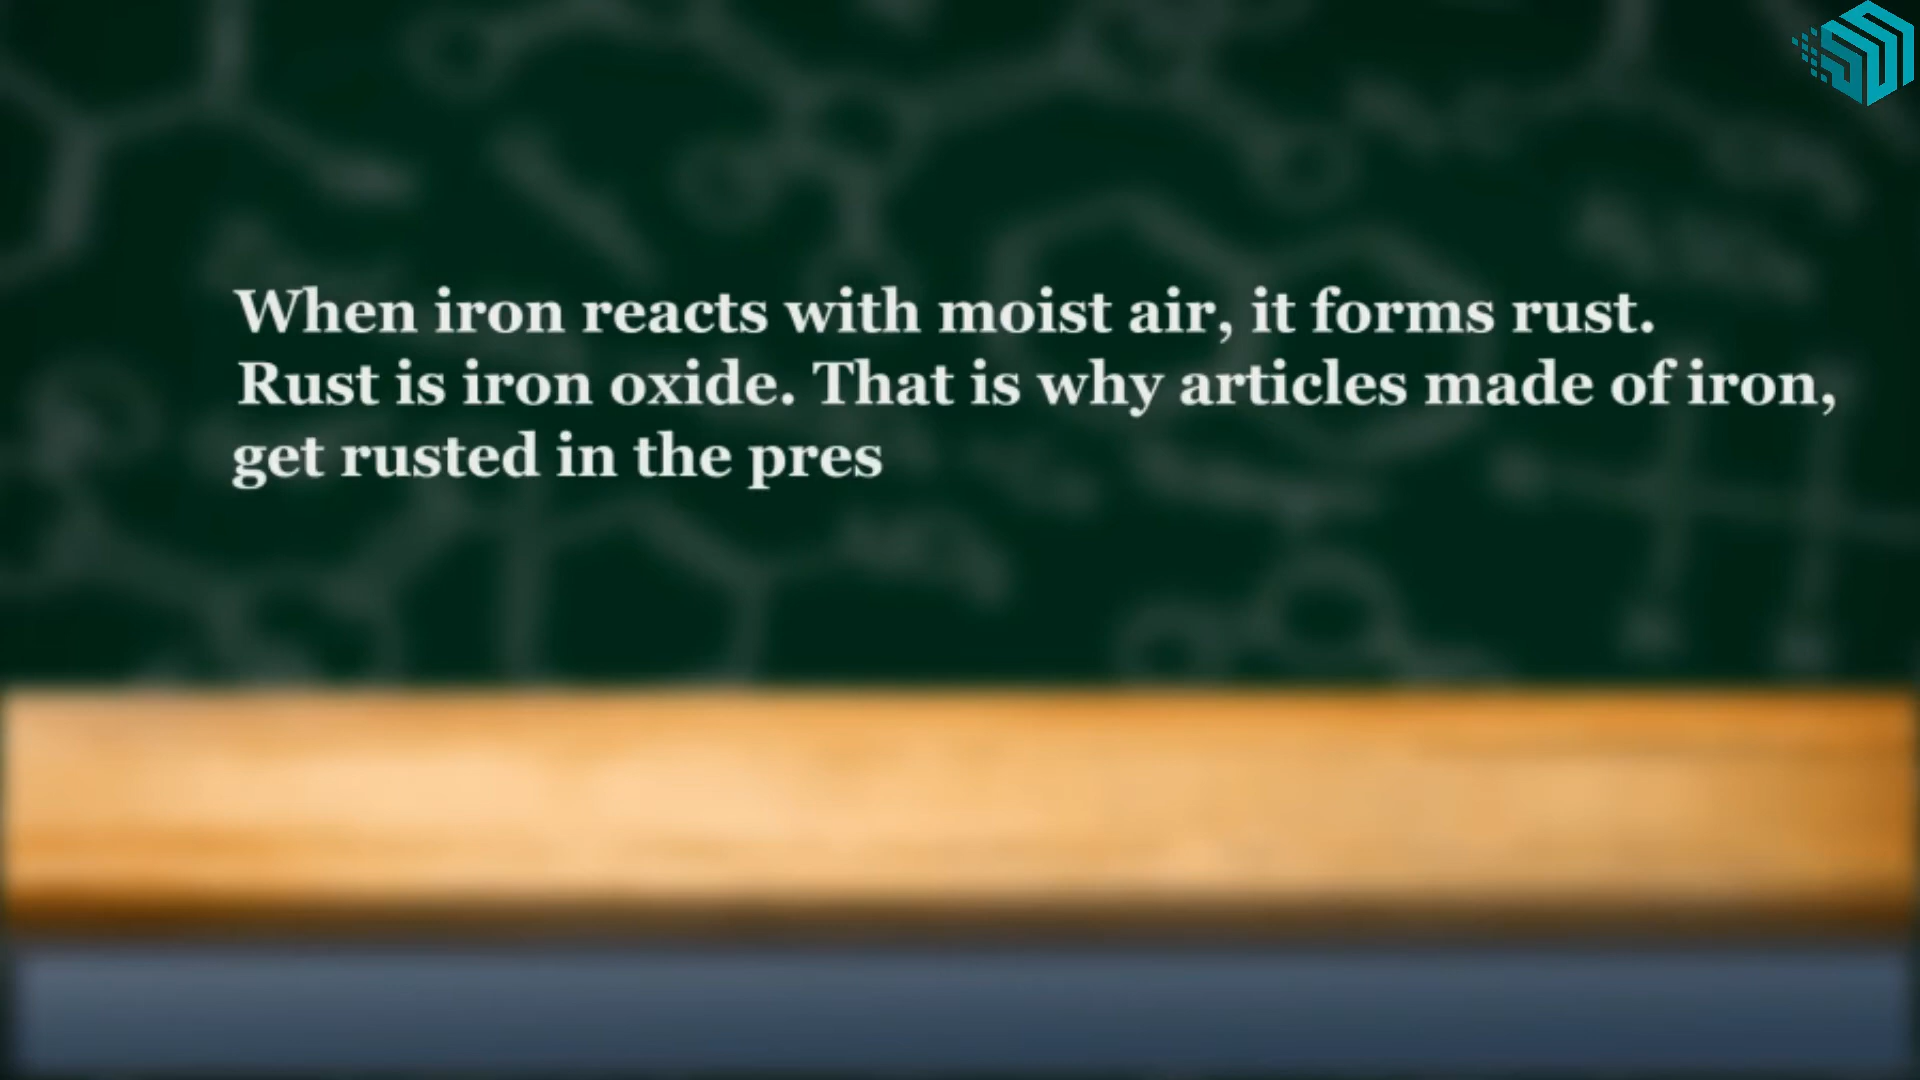 When iron reacts with moist air, it forms rust.
Rust is iron oxide. That is why articles made of iron,
get rusted in the pres